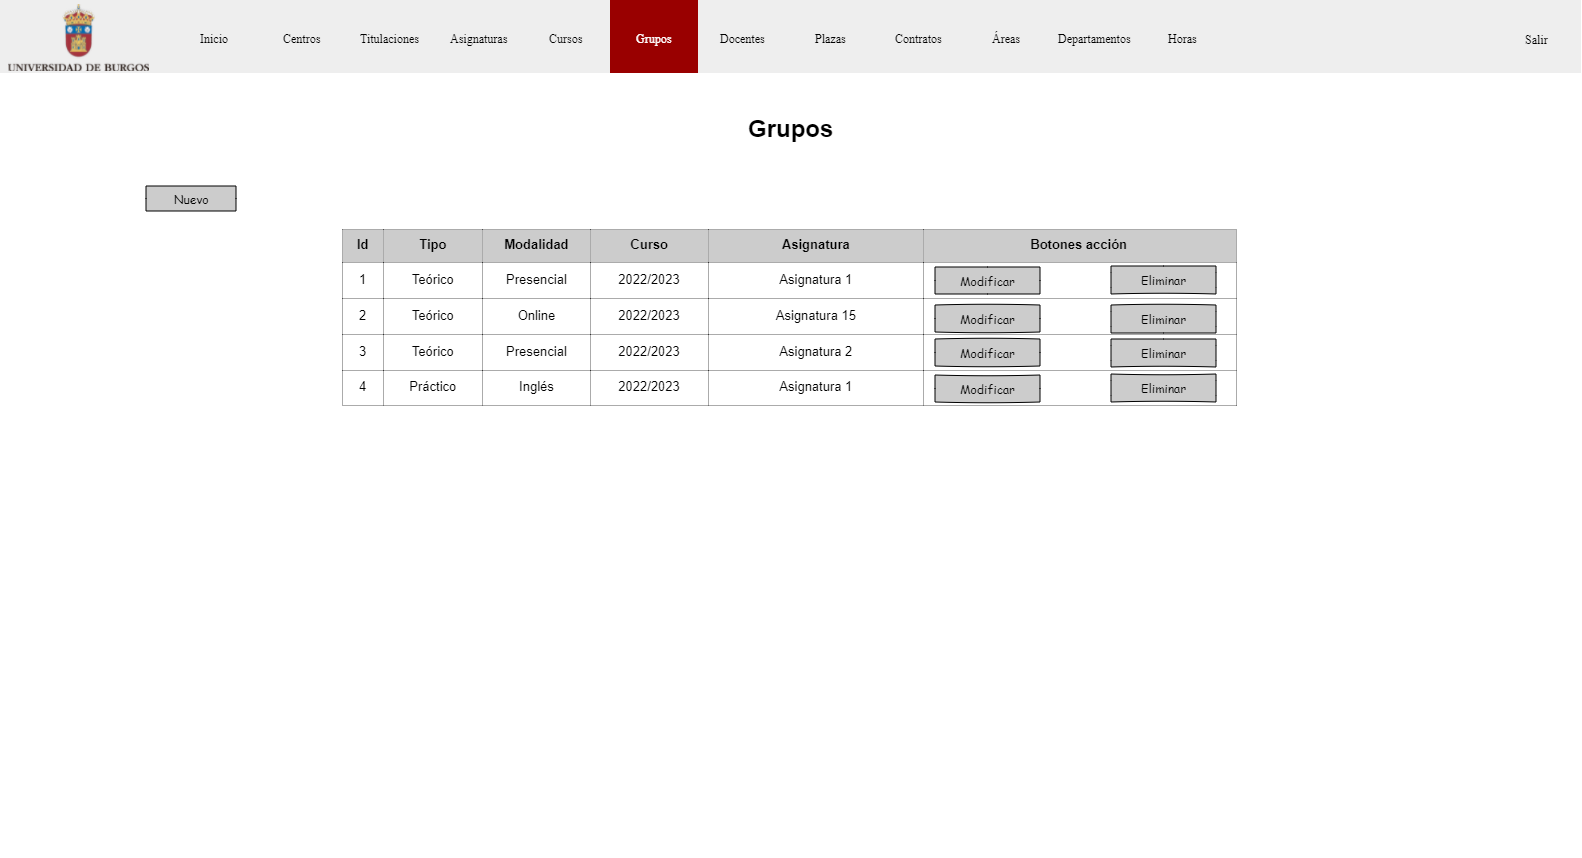 UNIVERSIDAD DE BURGOS
Inicio Centros Titulaciones Asignaturas Cursos Grupos Docentes Plazas Contratos Áreas Departamentos Horas Salir
Grupos
Nuevo
Id Tipo Modalidad Curso Asignatura Botones acción
1 Teórico Presencial 2022/2023 Asignatura 1 Modificar Eliminar
2 Teórico Online 2022/2023 Asignatura 15 Modificar Eliminar
3 Teórico Presencial 2022/2023 Asignatura 2 Modificar Eliminar
4 Práctico Inglés 2022/2023 Asignatura 1 Modificar Eliminar